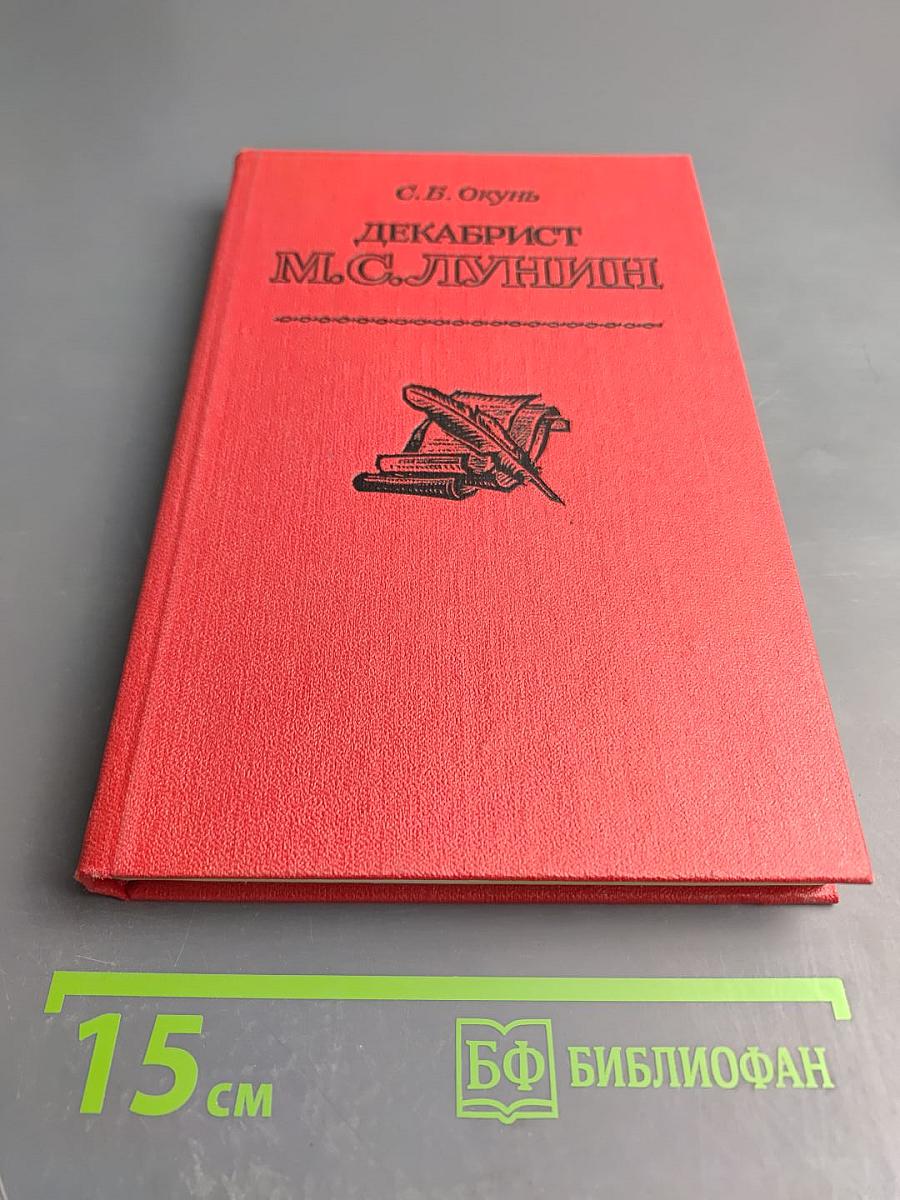 С. Б. Окунь
ДЕКАБРИСТ
М.С.ЛУНИН
15 см
БФ БИБЛИОФАН